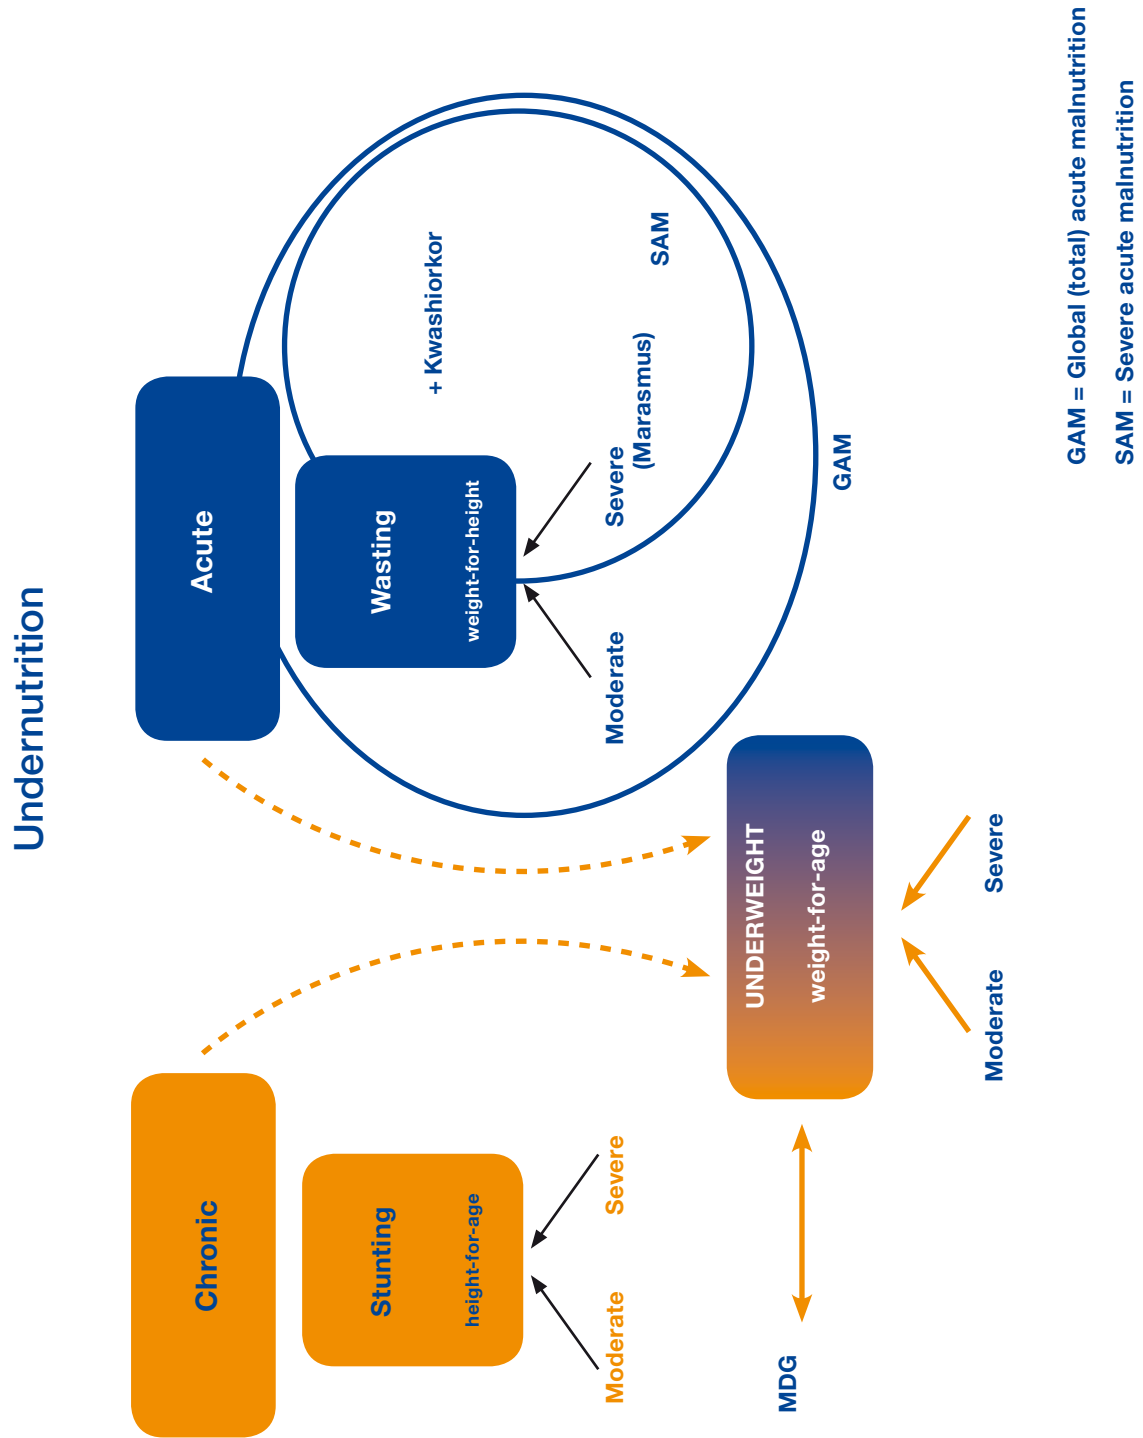 Undernutrition
Chronic
Acute
Stunting
height-for-age
Wasting
weight-for-height
+ Kwashiorkor
Moderate
Severe
Moderate
Severe
(Marasmus)
SAM
UNDERWEIGHT
weight-for-age
MDG
GAM
Moderate
Severe
GAM = Global (total) acute malnutrition
SAM = Severe acute malnutrition